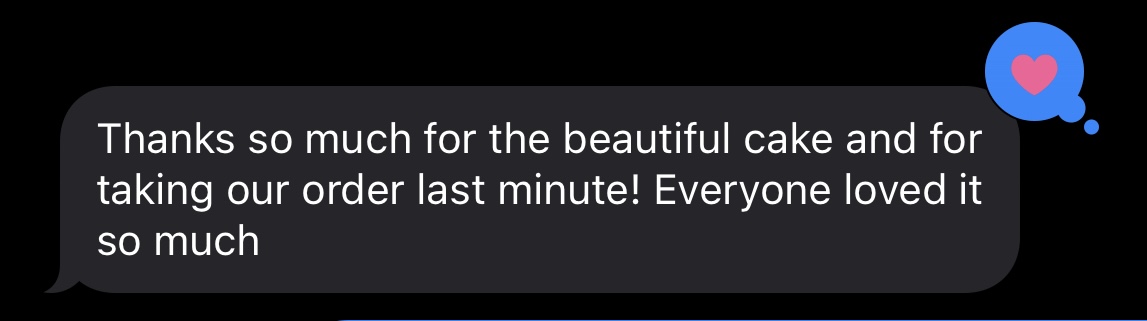 Thanks so much for the beautiful cake and for
taking our order last minute! Everyone loved it
so much